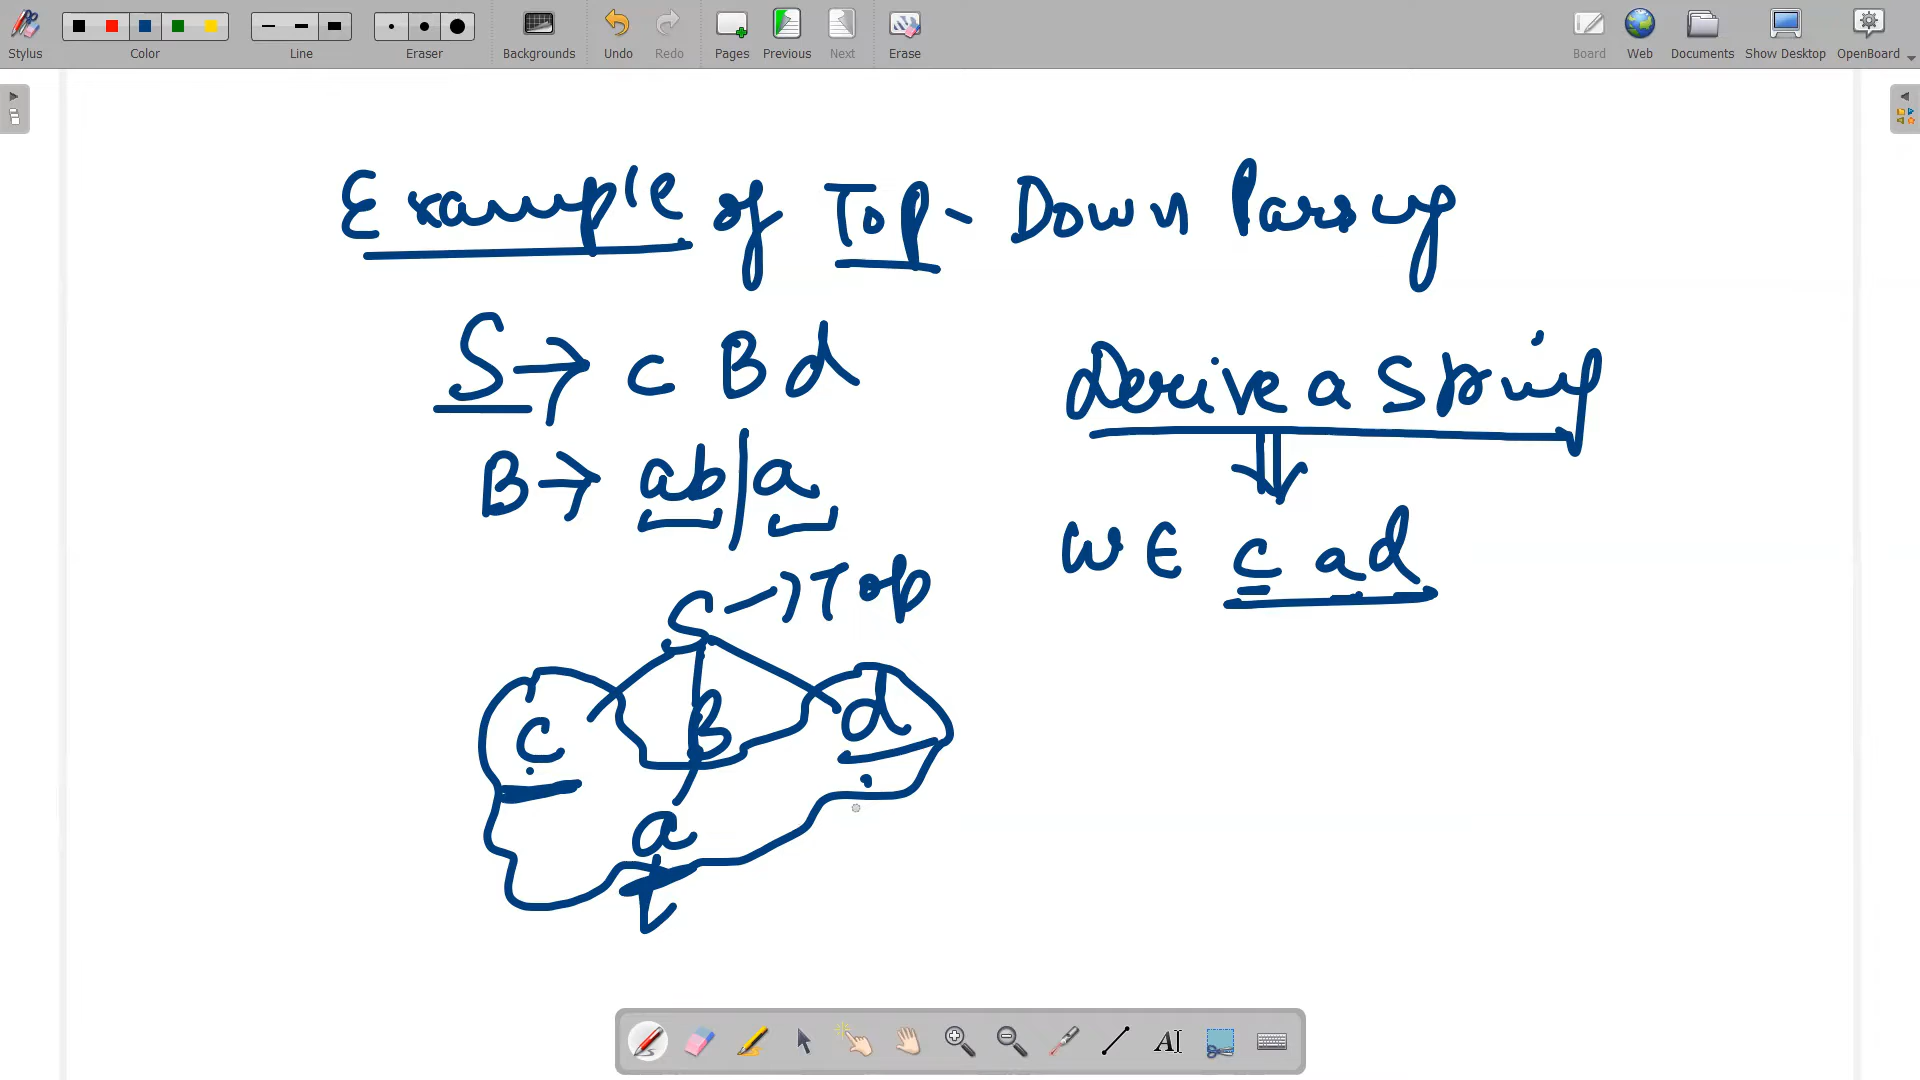 Stylus
Color
Line
Eraser
Backgrounds
Undo
Redo
Pages
Previous
Next
Erase
Board
Web
Documents
Show Desktop
OpenBoard
Example of Top-Down Parsing
S → c B d
B → ab | a
Derive a String
W ∈ c a d
S → Top
c B d
a